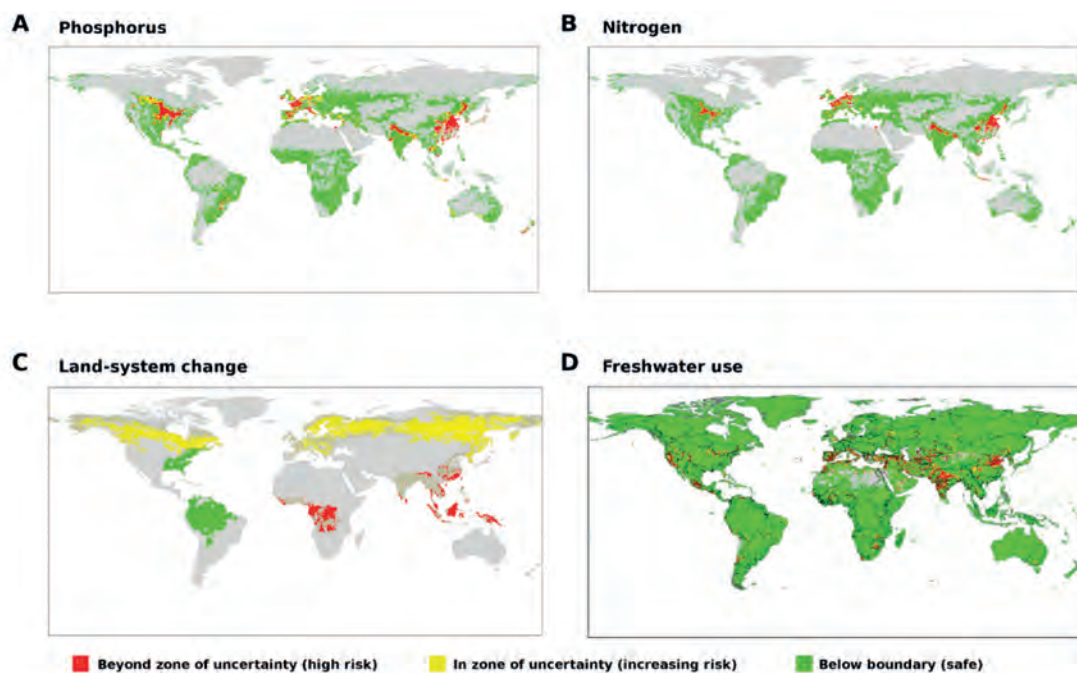 A Phosphorus
B Nitrogen
C Land-system change
D Freshwater use
Beyond zone of uncertainty (high risk)
In zone of uncertainty (increasing risk)
Below boundary (safe)